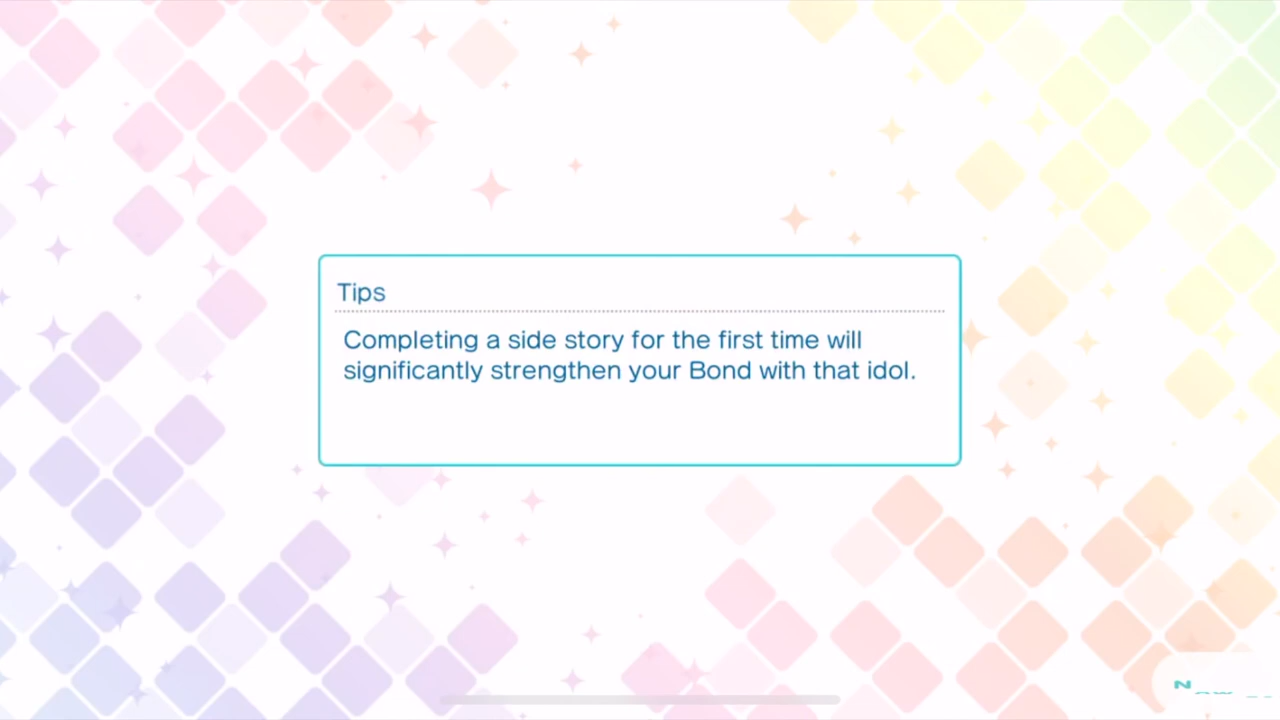 Tips
Completing a side story for the first time will
significantly strengthen your Bond with that idol.